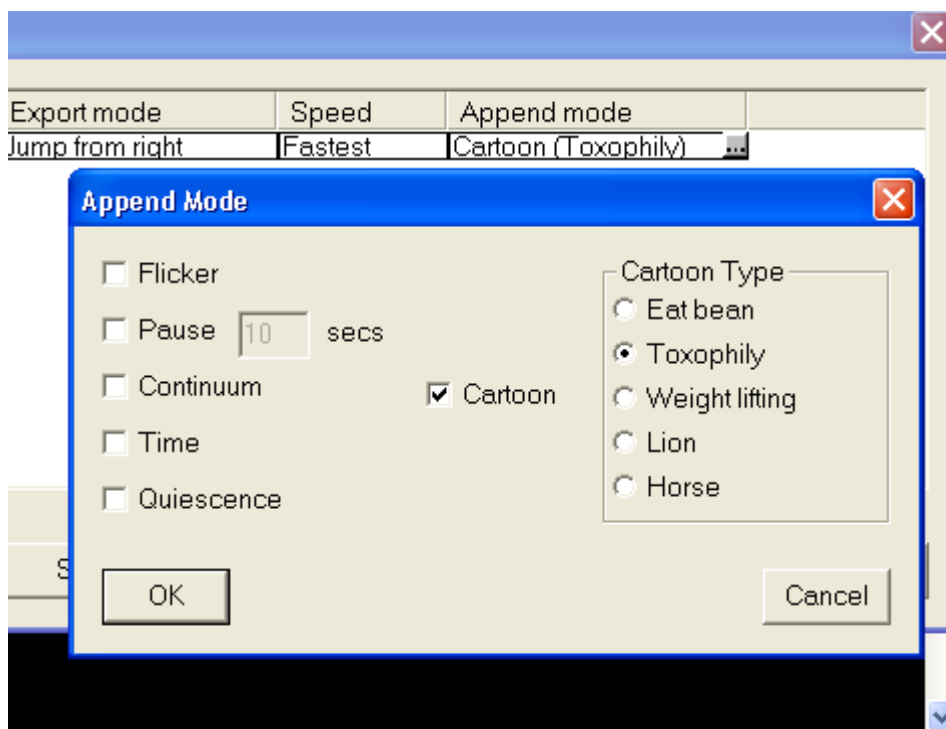 Export mode Speed Append mode
Jump from right Fastest Cartoon (Toxophily) ...
Append Mode
Flicker
Pause 10 secs
Continuum
Time
Quiescence
Cartoon
Cartoon Type
Eat bean
Toxophily
Weight lifting
Lion
Horse
S
OK Cancel